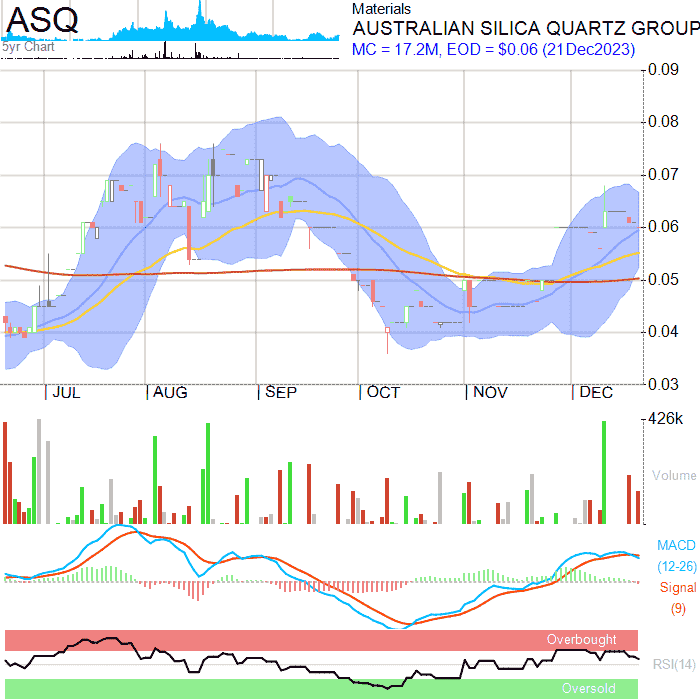 ASQ
5yr Chart
Materials
AUSTRALIAN SILICA QUARTZ GROUP
MC = 17.2M, EOD = $0.06 (21Dec2023)
0.09
0.08
0.07
0.06
0.05
0.04
0.03
JUL AUG SEP OCT NOV DEC
426k
Volume
MACD
(12-26)
Signal
(9)
Overbought
RSI(14)
Oversold